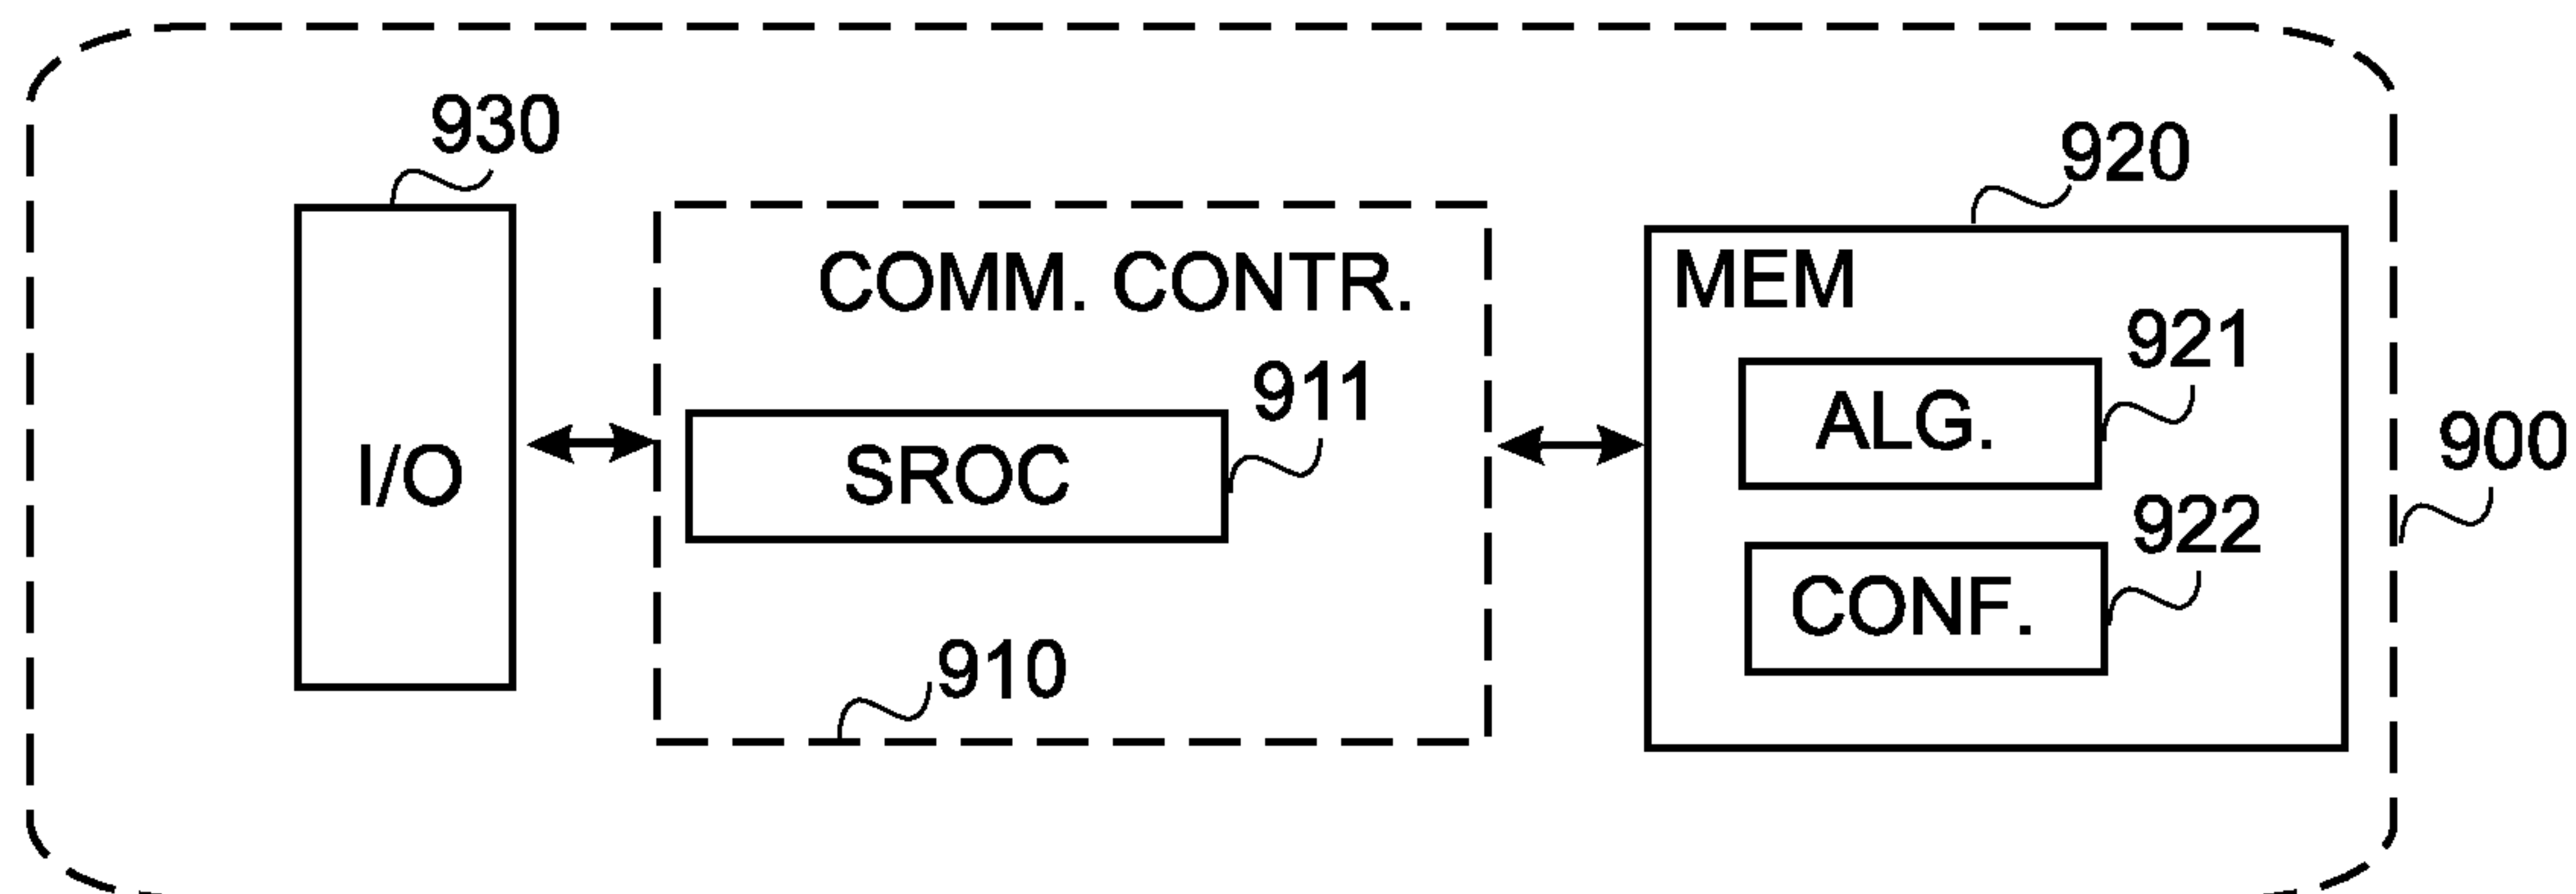 930
920
COMM. CONTR.
MEM
921
911
ALG.
900
I/O
SROC
922
CONF.
910